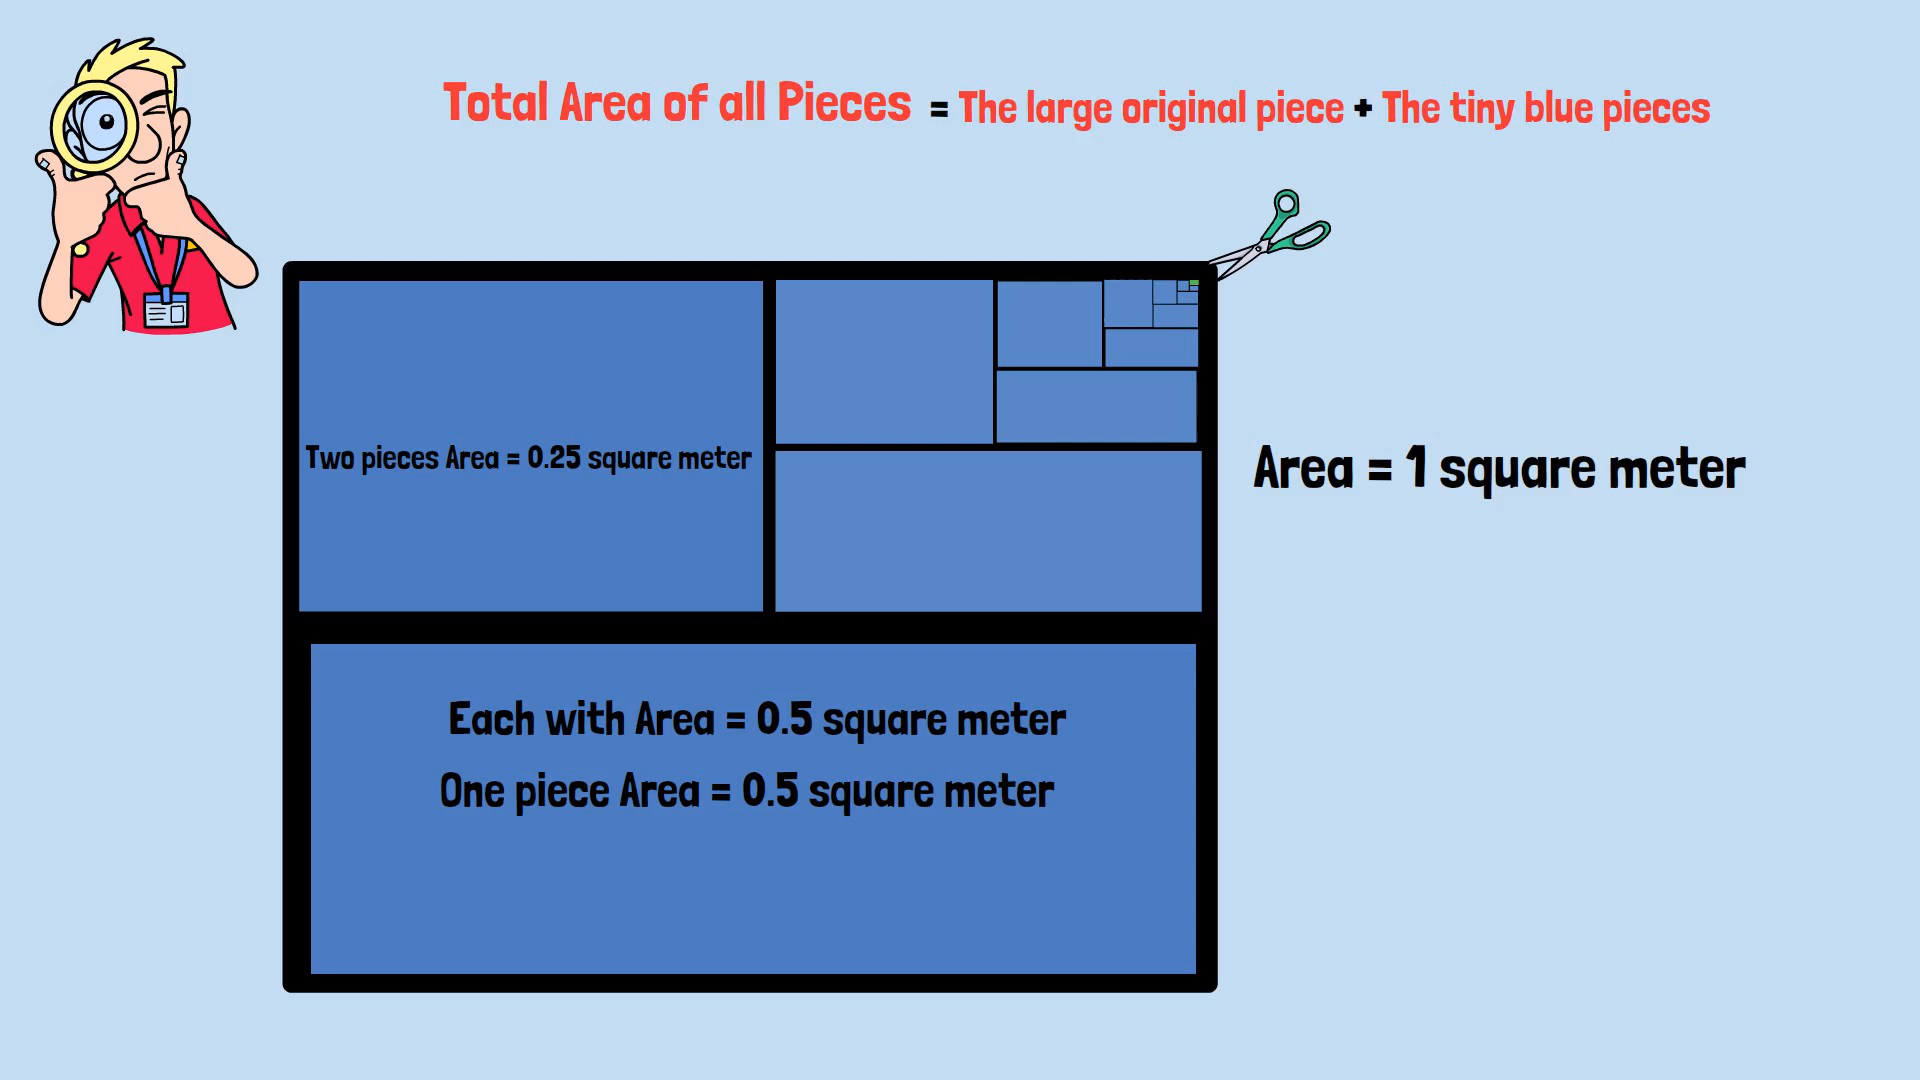 Total Area of all Pieces = The large original piece + The tiny blue pieces
Two pieces Area = 0.25 square meter
Area = 1 square meter
Each with Area = 0.5 square meter
One piece Area = 0.5 square meter